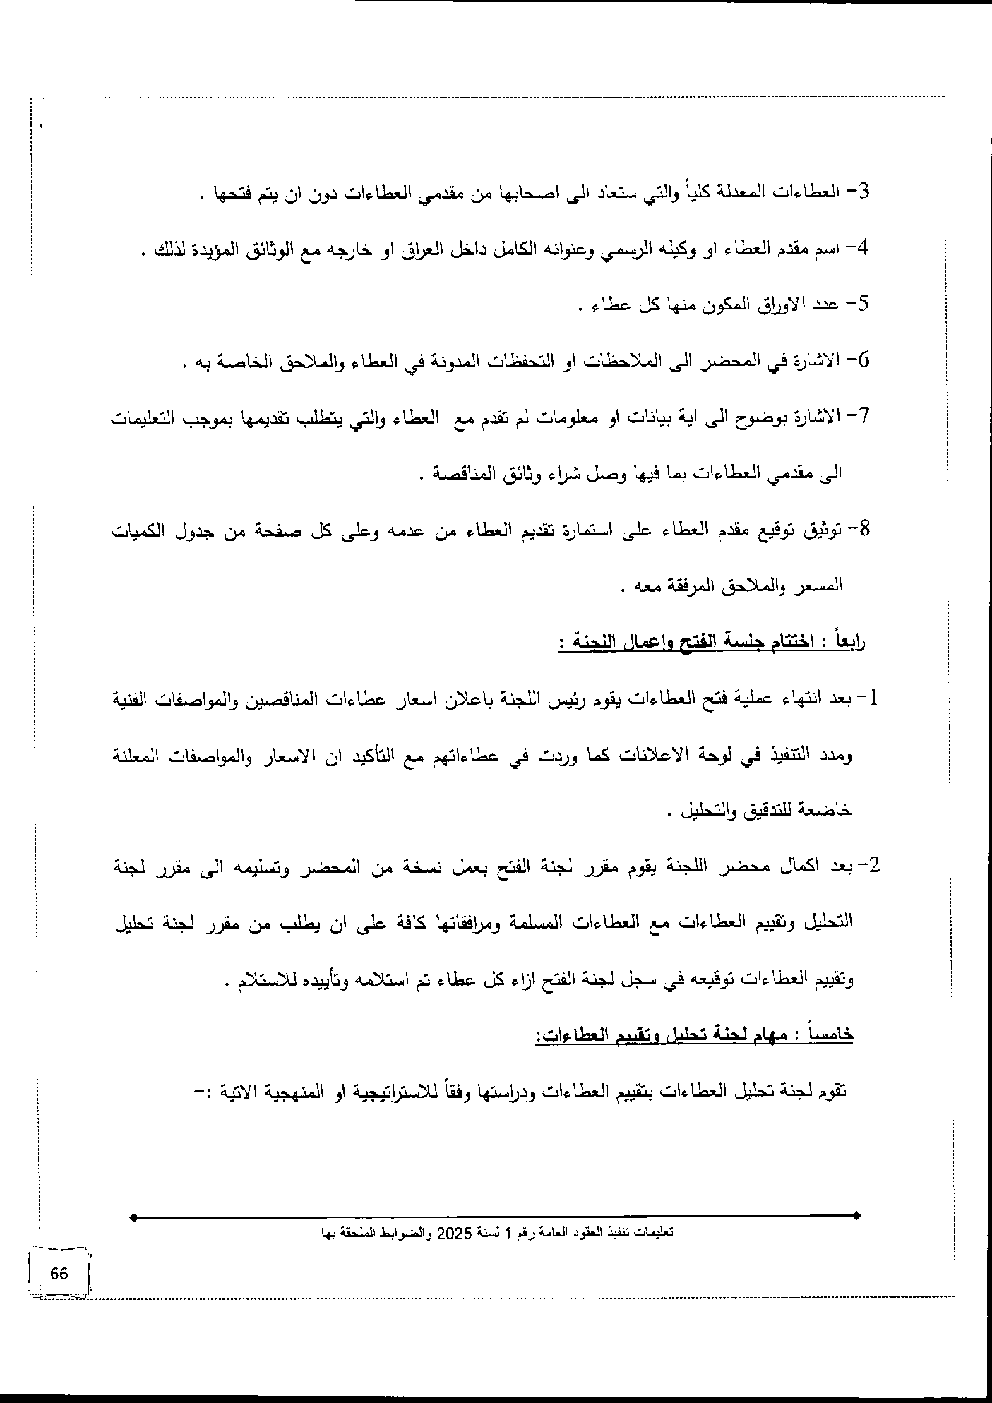 3- العطاءات المعدلة كلياً والتي ستعاد الى اصحابها من مقدمي العطاءات دون ان يتم فتحها .
4- اسم مقدم العطاء او وكيله الرسمي وعنوانه الكامل داخل العراق او خارجه مع الوثائق المؤيدة لذلك .
5- عدد الاوراق المكون منها كل عطاء .
6- الاشارة في المحضر الى الملاحظات او التحفظات المدونة في العطاء والملاحق الخاصة به .
7- الاشارة بوضوح الى اية بيانات او معلومات لم تقدم مع العطاء والتي يتطلب تقديمها بموجب التعليمات
الى مقدمي العطاءات بما فيها وصل شراء وثائق المناقصة .
8- توثيق توقيع مقدم العطاء على استمارة تقديم العطاء من عدمه وعلى كل صفحة من جدول الكميات
المسعر والملاحق المرفقة معه .
رابعاً : اختتام جلسة الفتح واعمال اللجنة :
1- بعد انتهاء عملية فتح العطاءات يقوم رئيس اللجنة باعلان اسعار عطاءات المناقصين والمواصفات الفنية
ومدد التنفيذ في لوحة الاعلانات كما وردت في عطاءاتهم مع التأكيد ان الاسعار والمواصفات المعلنة
خاضعة للتدقيق والتحليل .
2- بعد اكمال محضر اللجنة يقوم مقرر لجنة الفتح بعمل نسخة من المحضر وتسليمه الى مقرر لجنة
التحليل وتقييم العطاءات مع العطاءات المسلمة ومرافقاتها كافة على ان يطلب من مقرر لجنة تحليل
وتقييم العطاءات توقيعه في سجل لجنة الفتح ازاء كل عطاء تم استلامه وتأييده للاستلام .
خامساً : مهام لجنة تحليل وتقييم العطاءات:
تقوم لجنة تحليل العطاءات بتقييم العطاءات ودراستها وفقاً للاستراتيجية او المنهجية الاتية :-
تعليمات تنفيذ العقود العامة رقم 1 لسنة 2025 والضوابط الملحقة بها
66